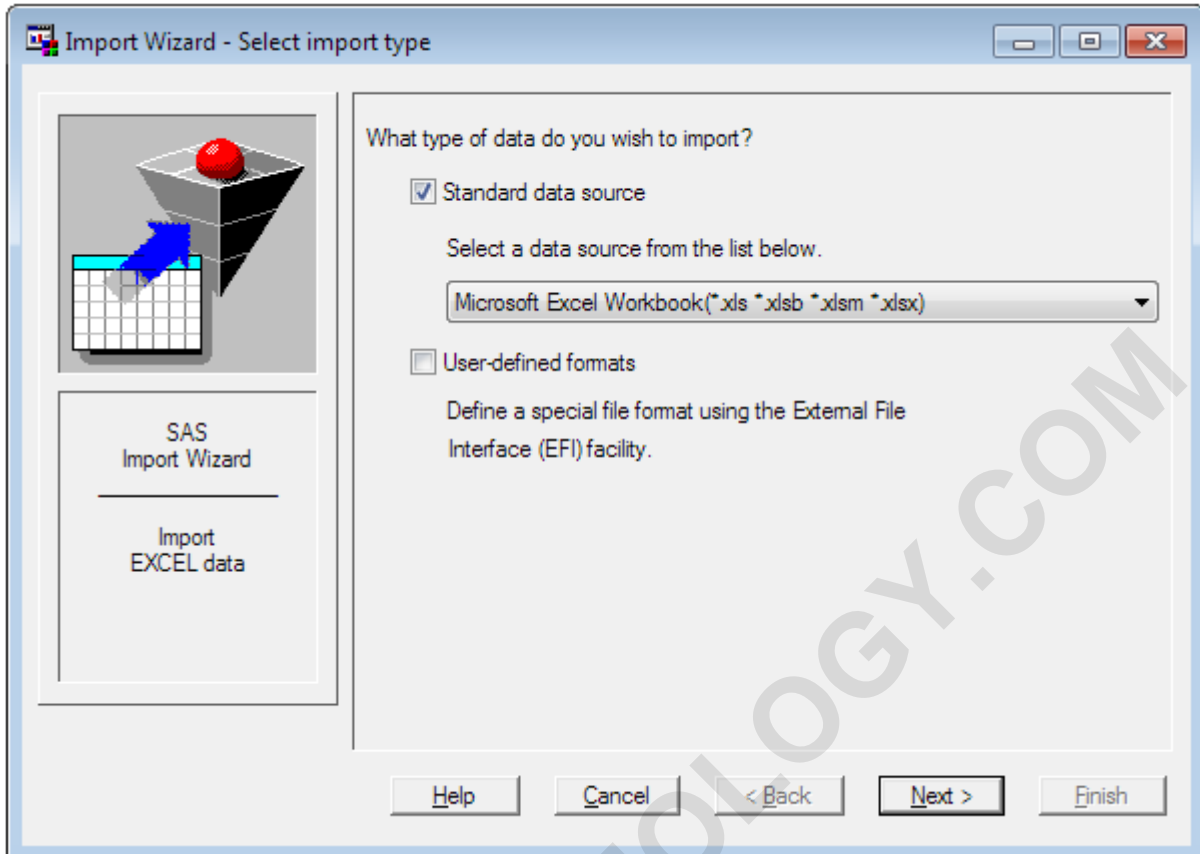 Import Wizard - Select import type
What type of data do you wish to import?
Standard data source
Select a data source from the list below.
Microsoft Excel Workbook(*.xls *.xlsb *.xlsm *.xlsx)
User-defined formats
Define a special file format using the External File
Interface (EFI) facility.
SAS
Import Wizard
Import
EXCEL data
Help
Cancel
< Back
Next >
Finish
OLOGY.COM